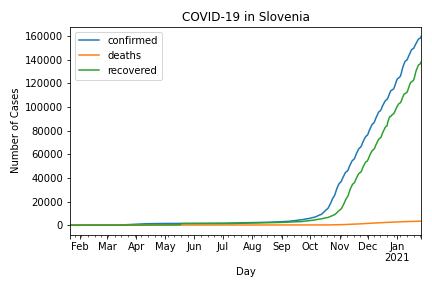 COVID-19 in Slovenia
confirmed
deaths
recovered
Number of Cases
160000
140000
120000
100000
80000
60000
40000
20000
0
Feb Mar Apr May Jun Jul Aug Sep Oct Nov Dec Jan
2021
Day